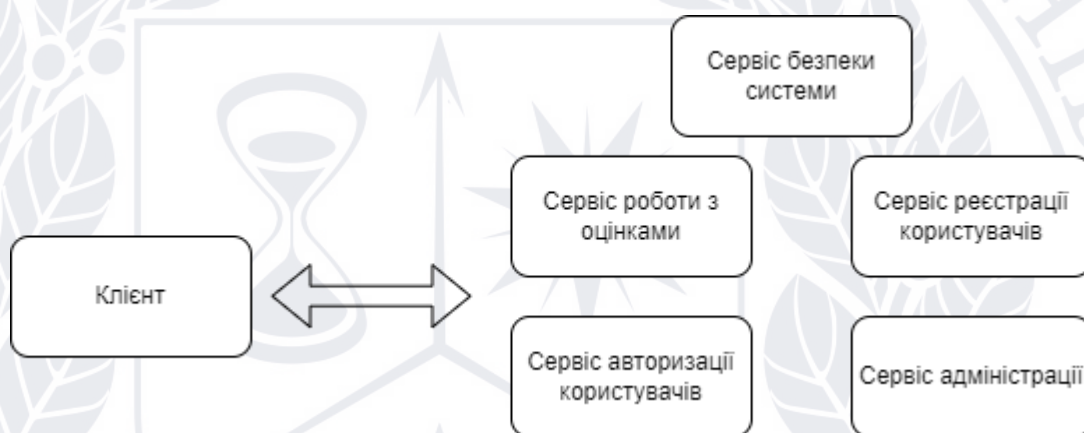 Сервіс безпеки
системи
Сервіс роботи з
оцінками
Сервіс реєстрації
користувачів
Клієнт
Сервіс авторизації
користувачів
Сервіс адміністрації